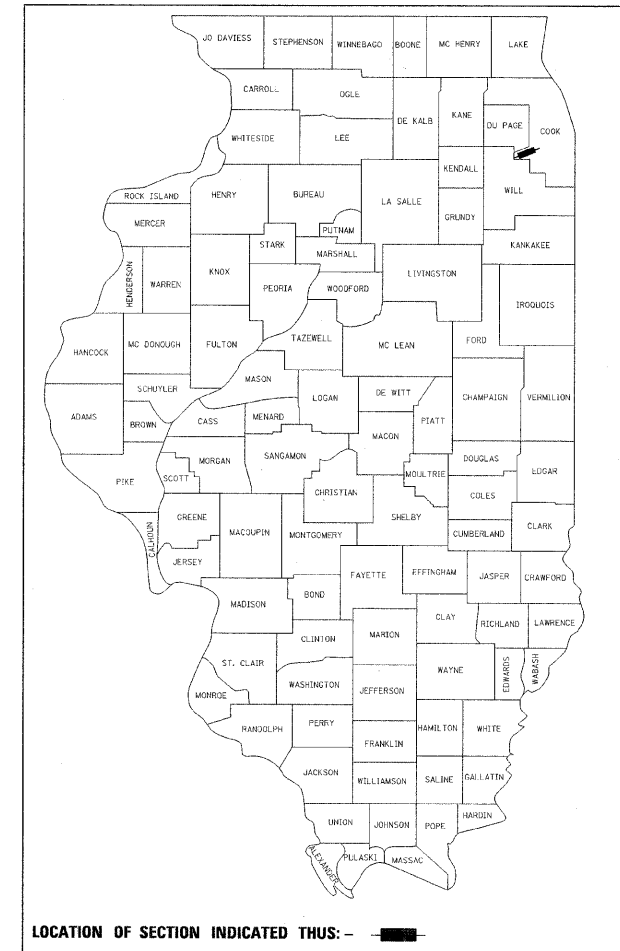 JO DAVIESS
STEPHENSON
WINNEBAGO
BOONE
MC HENRY
LAKE
CARROLL
OGLE
DE KALB
KANE
DU PAGE
COOK
WHITESIDE
LEE
KENDALL
WILL
ROCK ISLAND
HENRY
BUREAU
LA SALLE
GRUNDY
MERCER
PUTNAM
STARK
MARSHALL
KANKAKEE
HENDERSON
WARREN
KNOX
PEORIA
WOODFORD
LIVINGSTON
IROQUOIS
HANCOCK
MC DONOUGH
FULTON
TAZEWELL
MC LEAN
FORD
SCHUYLER
MASON
LOGAN
DE WITT
CHAMPAIGN
VERMILION
ADAMS
BROWN
CASS
MENARD
PIATT
MACON
MORGAN
SANGAMON
DOUGLAS
EDGAR
PIKE
SCOTT
MOULTRIE
COLES
CHRISTIAN
GREENE
MACOUPIN
MONTGOMERY
SHELBY
CUMBERLAND
CLARK
CALHOUN
JERSEY
FAYETTE
EFFINGHAM
JASPER
CRAWFORD
MADISON
BOND
CLAY
RICHLAND
LAWRENCE
CLINTON
MARION
ST. CLAIR
WAYNE
EDWARDS
WABASH
WASHINGTON
JEFFERSON
MONROE
RANDOLPH
PERRY
HAMILTON
WHITE
FRANKLIN
JACKSON
WILLIAMSON
SALINE
GALLATIN
UNION
JOHNSON
POPE
HARDIN
ALEXANDER
PULASKI
MASSAC
LOCATION OF SECTION INDICATED THUS: -